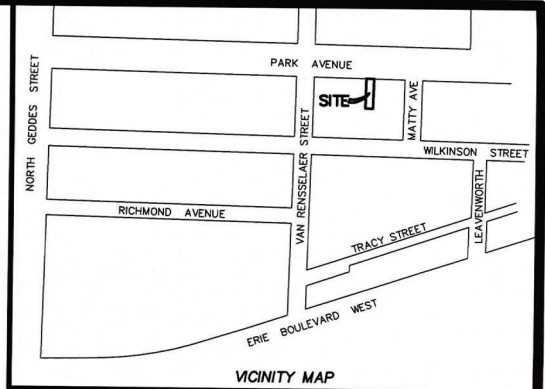 PARK AVENUE
NORTH GEDDES STREET
SITE
MATTY AVE
VAN RENSSELAER STREET
WILKINSON STREET
RICHMOND AVENUE
LEAVENWORTH
TRACY STREET
ERIE BOULEVARD WEST
VICINITY MAP